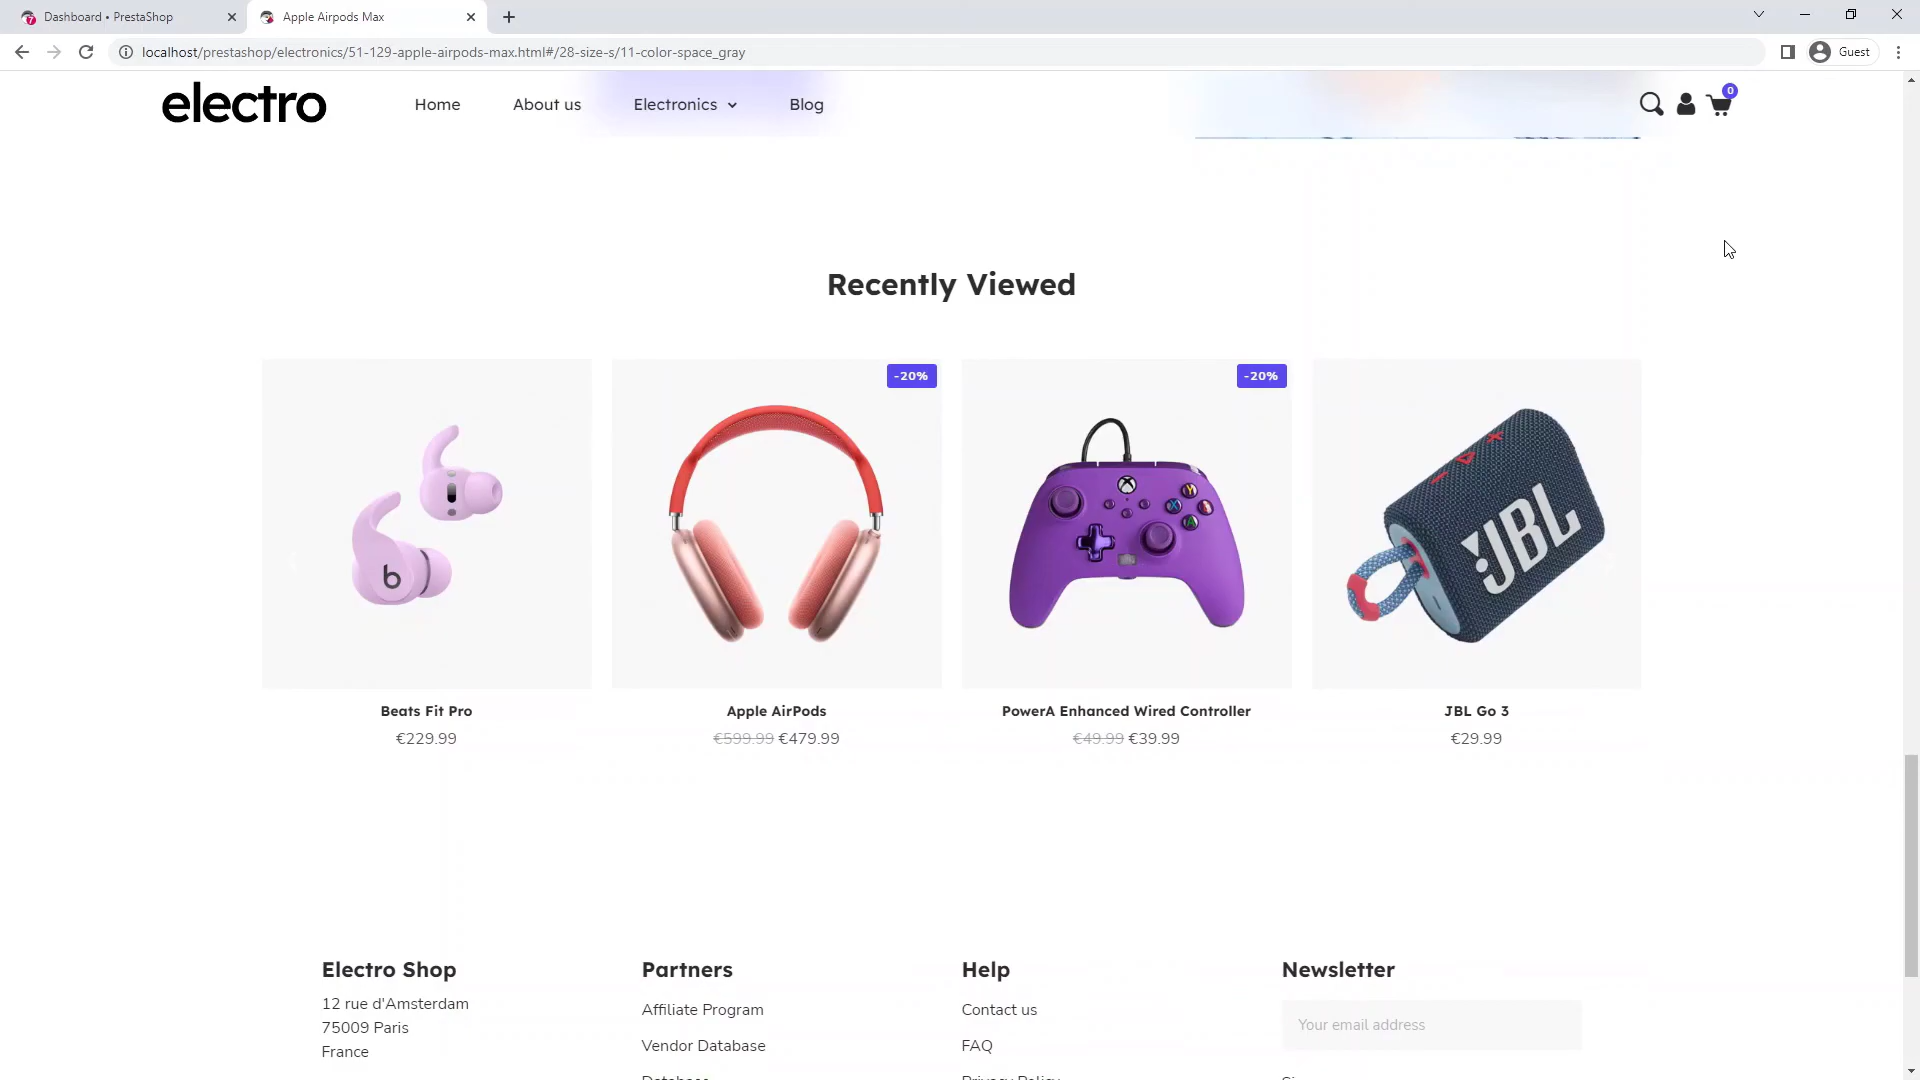 Dashboard • PrestaShop
Apple Airpods Max
localhost/prestashop/electronics/51-129-apple-airpods-max.html#/28-size-s/11-color-space_gray
Guest
electro
Home
About us
Electronics
Blog
0
Recently Viewed
-20%
-20%
b
JBL
Beats Fit Pro
€229.99
Apple AirPods
€599.99 €479.99
PowerA Enhanced Wired Controller
€49.99 €39.99
JBL Go 3
€29.99
Electro Shop
12 rue d'Amsterdam
75009 Paris
France
Partners
Affiliate Program
Vendor Database
Database
Help
Contact us
FAQ
Privacy Policy
Newsletter
Your email address